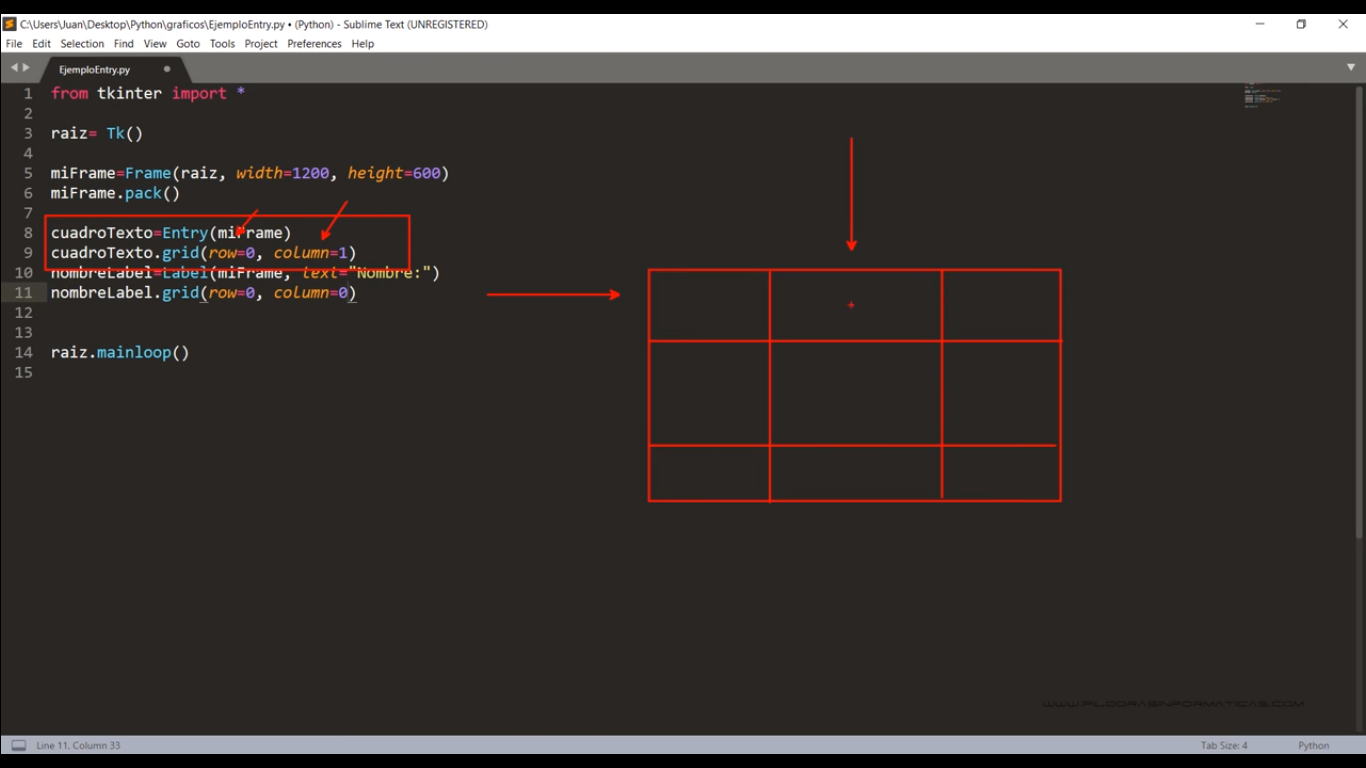 C:\Users\Juan\Desktop\Python\graficos\EjemploEntry.py • (Python) - Sublime Text (UNREGISTERED)
File Edit Selection Find View Goto Tools Project Preferences Help
EjemploEntry.py
1 from tkinter import *
2
3 raiz= Tk()
4
5 miFrame=Frame(raiz, width=1200, height=600)
6 miFrame.pack()
7
8 cuadroTexto=Entry(miFrame)
9 cuadroTexto.grid(row=0, column=1)
10 nombreLabel=Label(miFrame, text="Nombre:")
11 nombreLabel.grid(row=0, column=0)
12
13
14 raiz.mainloop()
15
WWW.PILDORASINFORMATICAS.COM
Line 11, Column 33 Tab Size: 4 Python